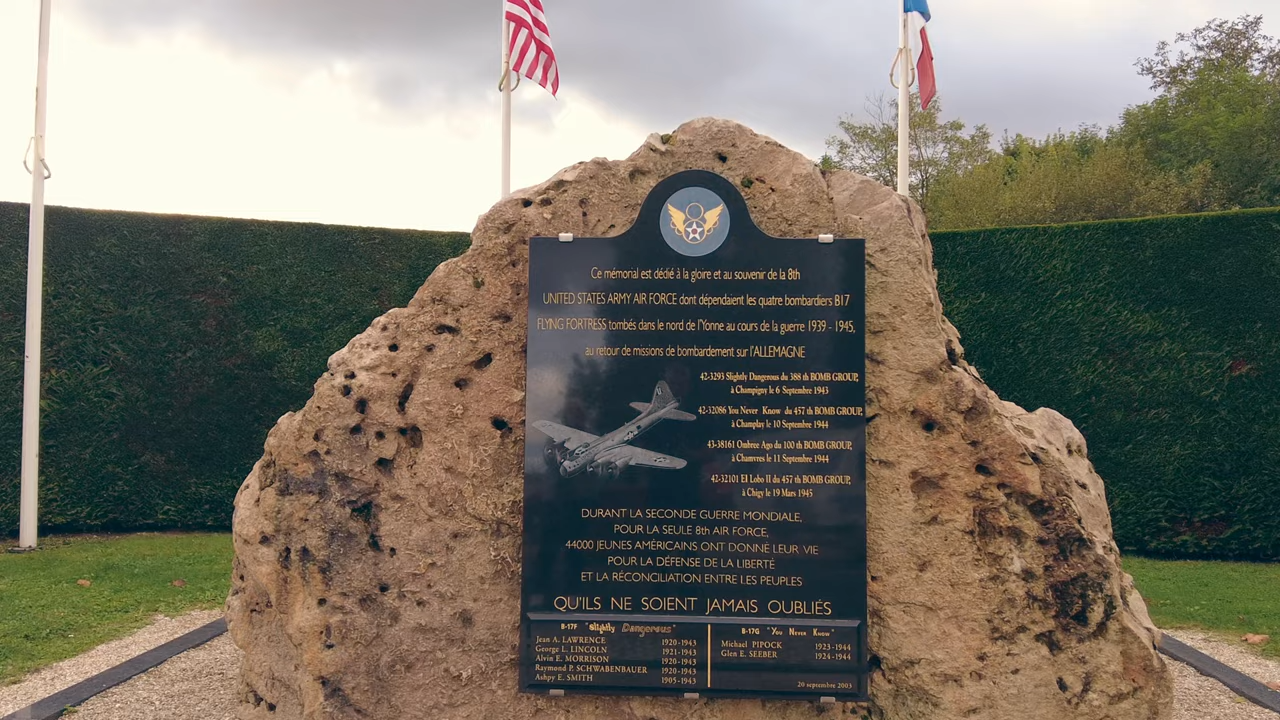 Ce mémorial est dédié à la gloire et au souvenir de la 8th
UNITED STATES ARMY AIR FORCE dont dépendaient les quatre bombardiers B17
FLYING FORTRESS tombés dans le nord de l'Yonne au cours de la guerre 1939 - 1945,
au retour de missions de bombardement sur l'ALLEMAGNE
42-3293 Slightly Dangerous du 388 th BOMB GROUP,
à Champigny le 6 Septembre 1943
42-32086 You Never Know du 457 th BOMB GROUP,
à Champlay le 10 Septembre 1944
43-38161 Ombree Ago du 100 th BOMB GROUP,
à Chamvres le 11 Septembre 1944
42-32101 El Lobo II du 457 th BOMB GROUP,
à Chigy le 19 Mars 1945
DURANT LA SECONDE GUERRE MONDIALE,
POUR LA SEULE 8th AIR FORCE,
44000 JEUNES AMÉRICAINS ONT DONNÉ LEUR VIE
POUR LA DÉFENSE DE LA LIBERTÉ
ET LA RÉCONCILIATION ENTRE LES PEUPLES
QU'ILS NE SOIENT JAMAIS OUBLIÉS
B-17F "Slightly Dangerous"
Jean A. LAWRENCE 1920-1943
George L. LINCOLN 1921-1943
Alvin E. MORRISON 1920-1943
Raymond P. SCHWABENBAUER 1920-1943
Ashpy E. SMITH 1905-1943
B-17G "You Never Know"
Michael PIPOCK 1923-1944
Glen E. SEEBER 1924-1944
20 septembre 2003